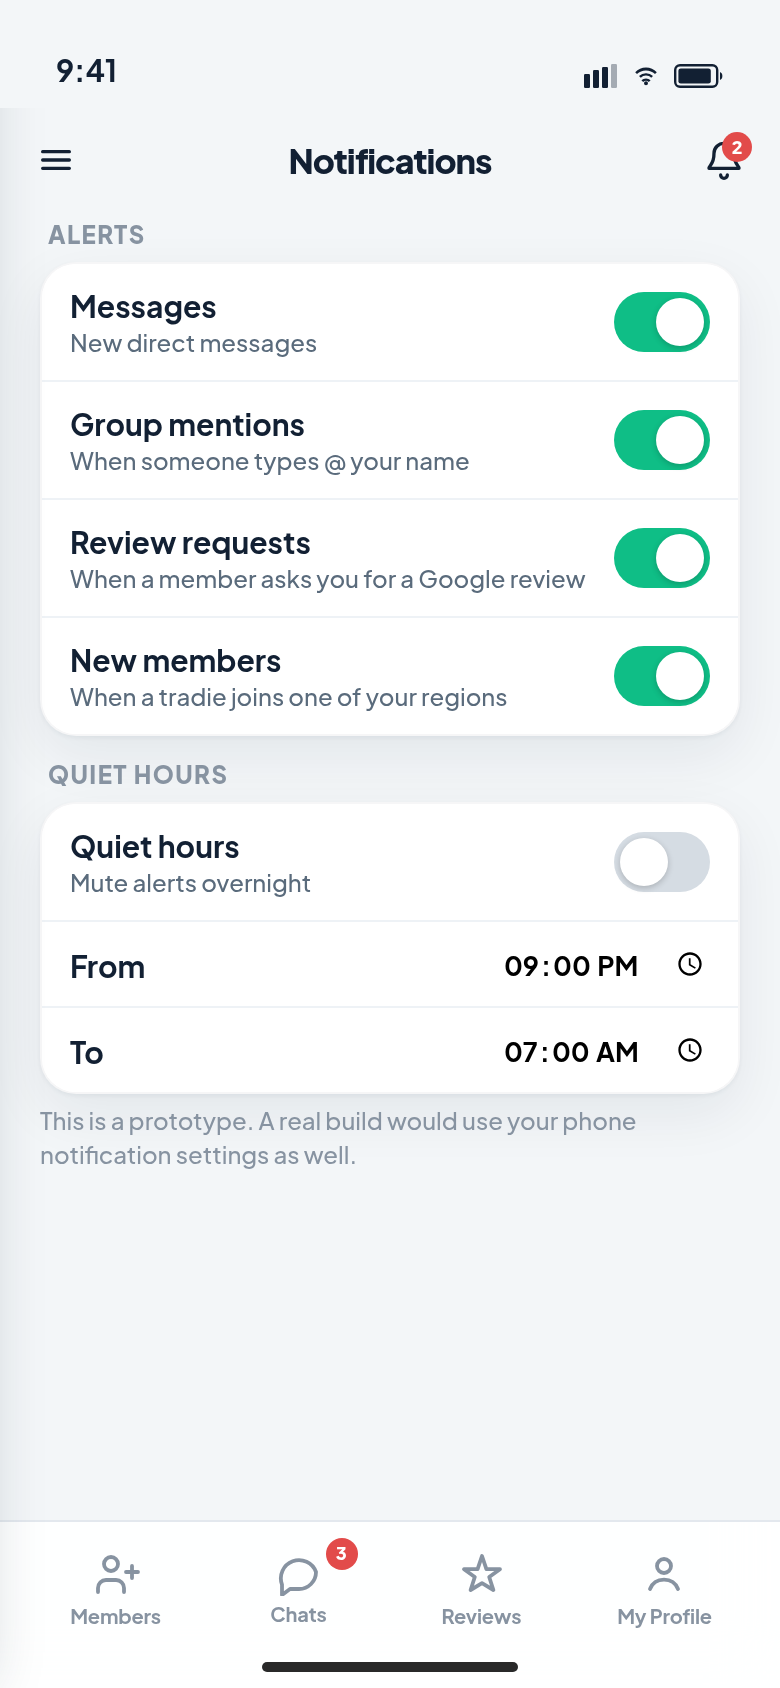 9:41
Notifications
2
ALERTS
Messages
New direct messages
Group mentions
When someone types @ your name
Review requests
When a member asks you for a Google review
New members
When a tradie joins one of your regions
QUIET HOURS
Quiet hours
Mute alerts overnight
From 09:00 PM
To 07:00 AM
This is a prototype. A real build would use your phone
notification settings as well.
3
Members Chats Reviews My Profile